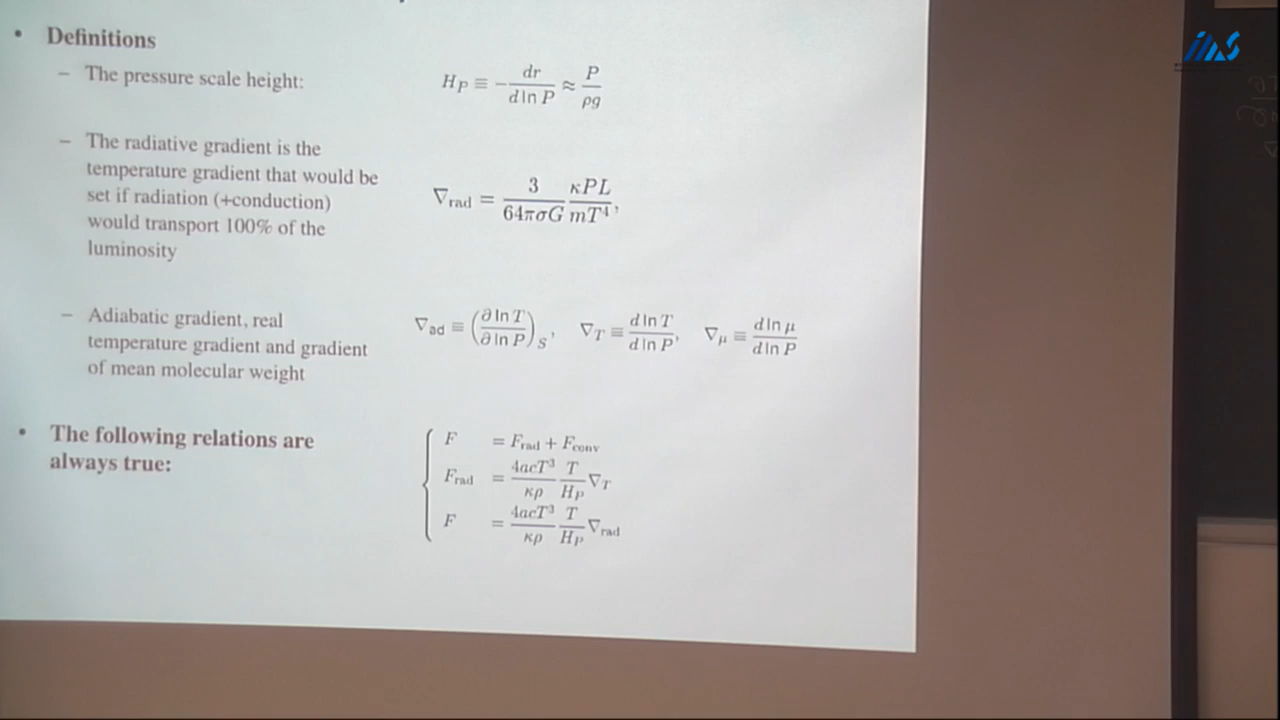 • Definitions
– The pressure scale height:
H_P ≡ − dr / d ln P ≈ P / ρg
– The radiative gradient is the
temperature gradient that would be
set if radiation (+conduction)
would transport 100% of the
luminosity
∇_rad = 3 / 64πσG κPL / mT⁴ ,
– Adiabatic gradient, real
temperature gradient and gradient
of mean molecular weight
∇_ad ≡ (∂ ln T / ∂ ln P)_S , ∇_T ≡ d ln T / d ln P , ∇_μ ≡ d ln μ / d ln P
• The following relations are
always true:
F = F_rad + F_conv
F_rad = 4acT³ / κρ T / H_P ∇_T
F = 4acT³ / κρ T / H_P ∇_rad